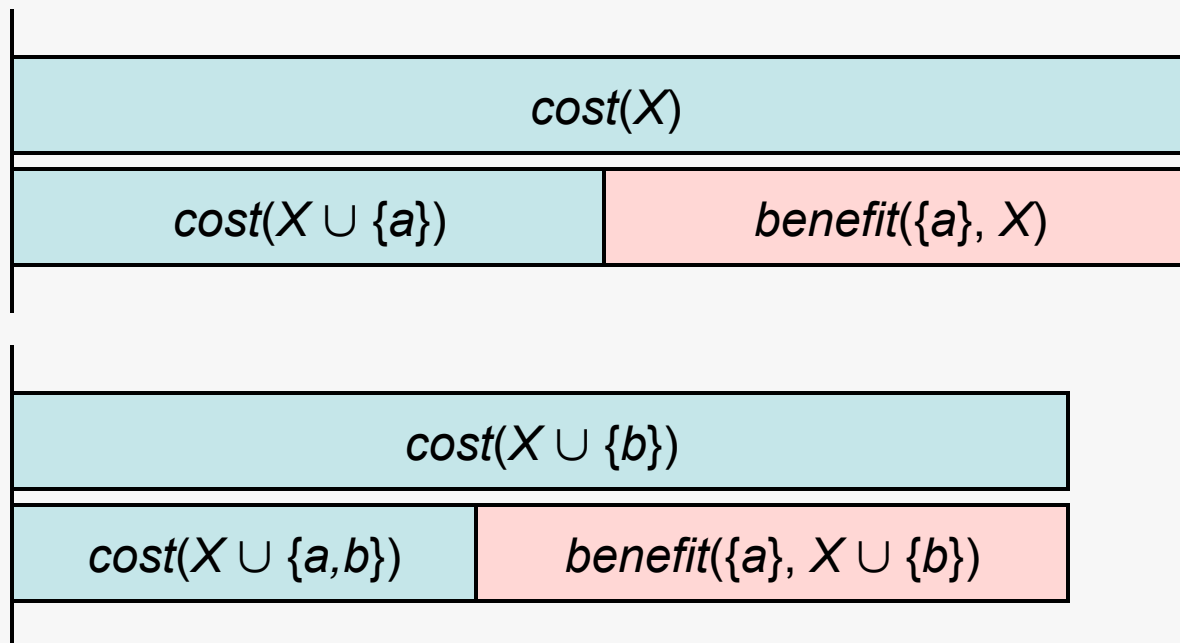 cost(X)
cost(X ∪ {a})
benefit({a}, X)
cost(X ∪ {b})
cost(X ∪ {a,b})
benefit({a}, X ∪ {b})